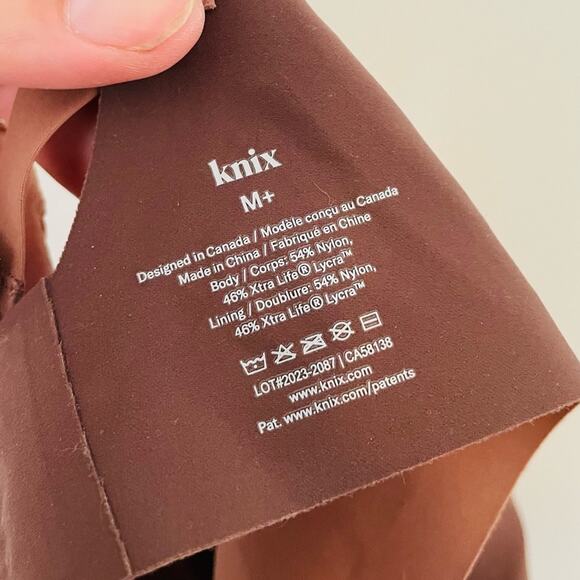 knix
M+
Designed in Canada / Modèle conçu au Canada
Made in China / Fabriqué en Chine
Body / Corps: 54% Nylon,
46% Xtra Life® Lycra™
Lining / Doublure: 54% Nylon,
46% Xtra Life® Lycra™
LOT#2023-2087 | CA58138
www.knix.com
Pat. www.knix.com/patents